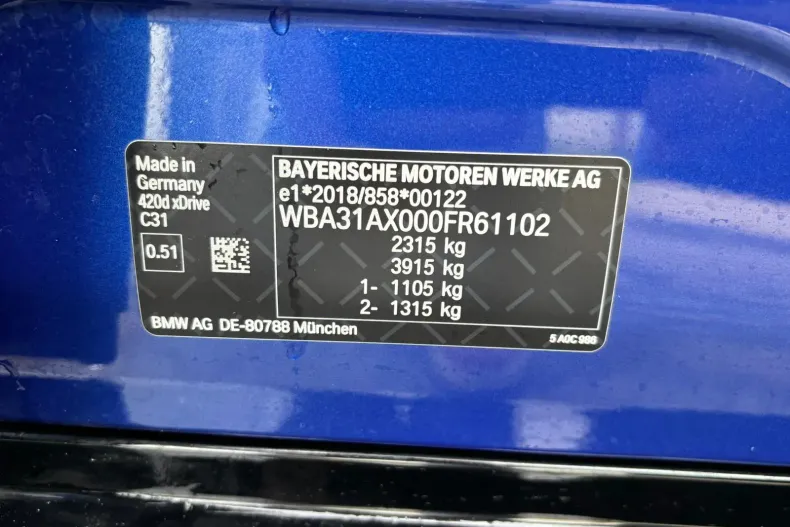 Made in
Germany
420d xDrive
C31
0.51
BAYERISCHE MOTOREN WERKE AG
e1*2018/858*00122
WBA31AX000FR61102
2315 kg
3915 kg
1- 1105 kg
2- 1315 kg
BMW AG DE-80788 München
5 A0C 986